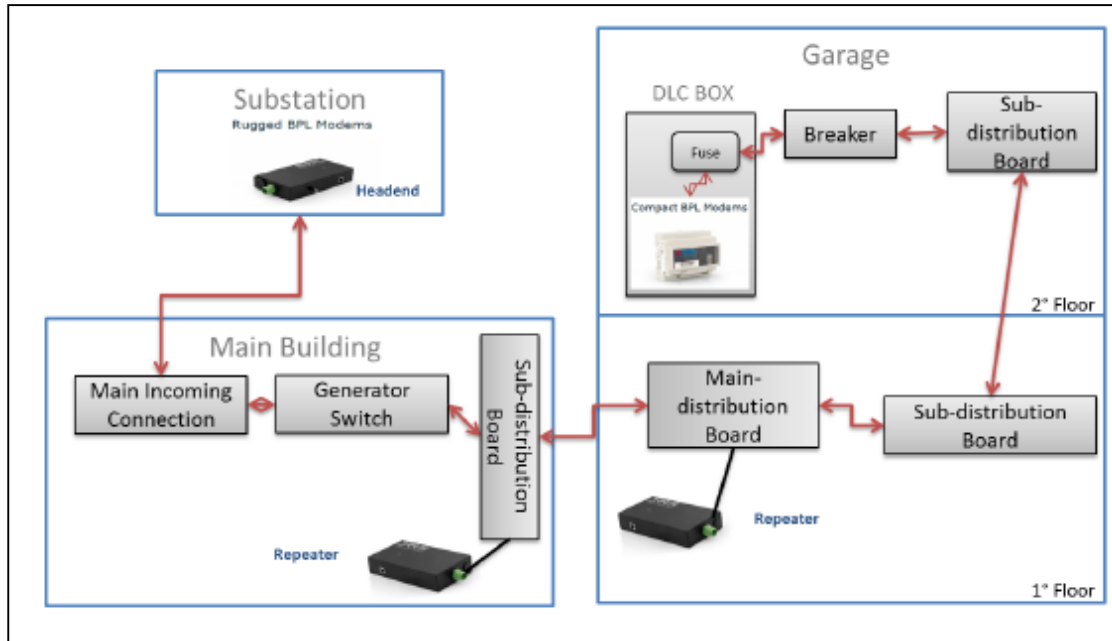 Substation
Rugged BPL Modems
Headend
Garage
DLC BOX
Fuse
Compact BPL Modems
Breaker
Sub-
distribution
Board
2° Floor
Main Building
Main Incoming
Connection
Generator
Switch
Sub-distribution
Board
Repeater
Main-
distribution
Board
Sub-distribution
Board
Repeater
1° Floor